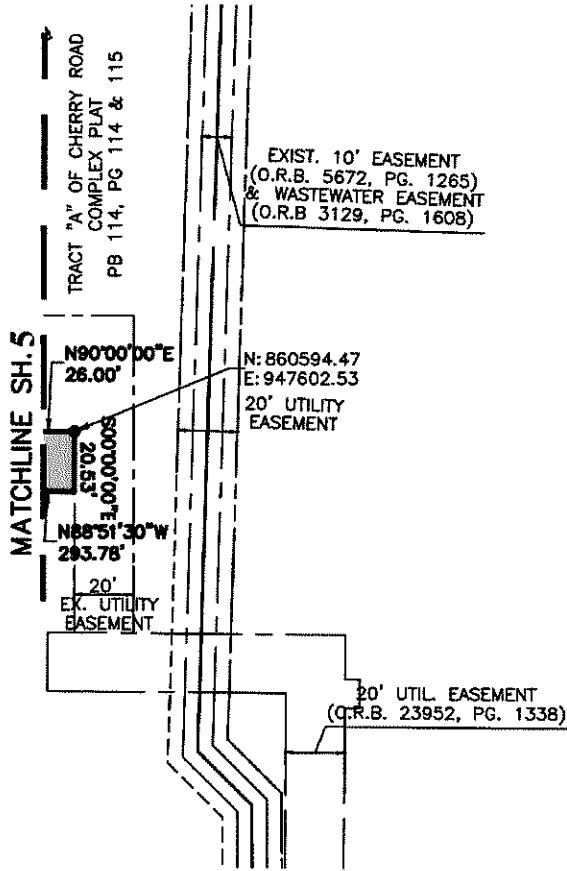 TRACT "A" OF CHERRY ROAD
COMPLEX PLAT
PB 114, PG 114 & 115
EXIST. 10' EASEMENT
(O.R.B. 5672, PG. 1265)
& WASTEWATER EASEMENT
(O.R.B 3129, PG. 1608)
MATCHLINE SH.5
N90°00'00"E
26.00'
N: 860594.47
E: 947602.53
20' UTILITY
EASEMENT
S00°00'00"E
20.53'
N88°51'30"W
293.78'
20'
EX. UTILITY
EASEMENT
20' UTIL. EASEMENT
(O.R.B. 23952, PG. 1338)